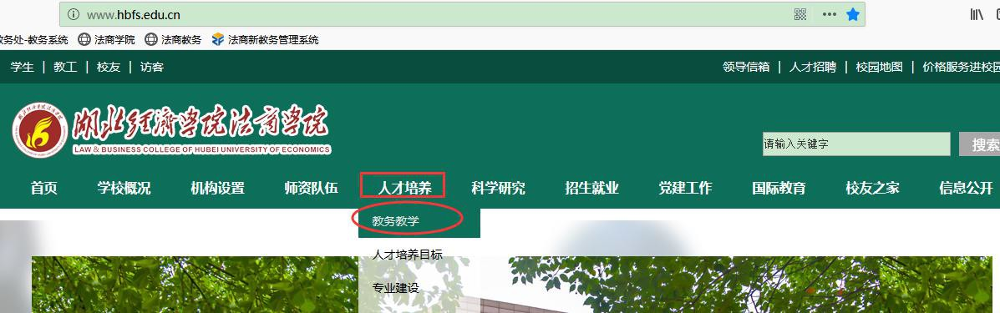 www.hbfs.edu.cn
教务处-教务系统 法商学院 法商教务 法商新教务管理系统
学生 | 教工 | 校友 | 访客 领导信箱 | 人才招聘 | 校园地图 | 价格服务进校园
湖北经济学院法商学院
LAW & BUSINESS COLLEGE OF HUBEI UNIVERSITY OF ECONOMICS
请输入关键字 搜索
首页 学校概况 机构设置 师资队伍 人才培养 科学研究 招生就业 党建工作 国际教育 校友之家 信息公开
教务教学
人才培养目标
专业建设